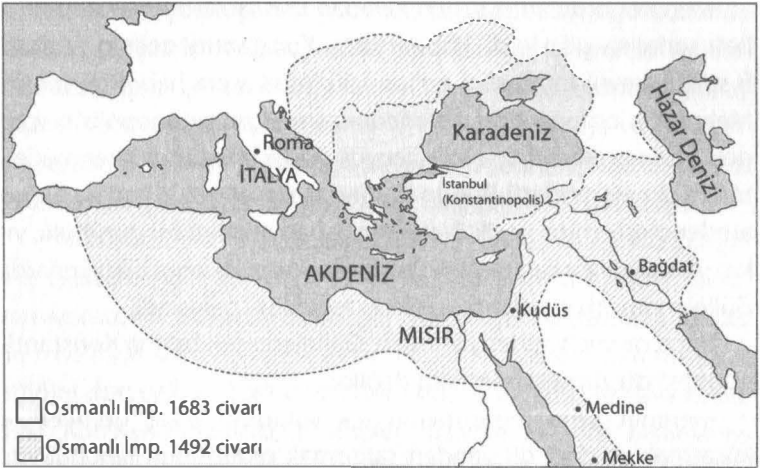 Karadeniz
Hazar Denizi
Roma
İTALYA
İstanbul
(Konstantinopolis)
AKDENİZ
Bağdat
Kudüs
MISIR
Medine
Mekke
Osmanlı İmp. 1683 civarı
Osmanlı İmp. 1492 civarı